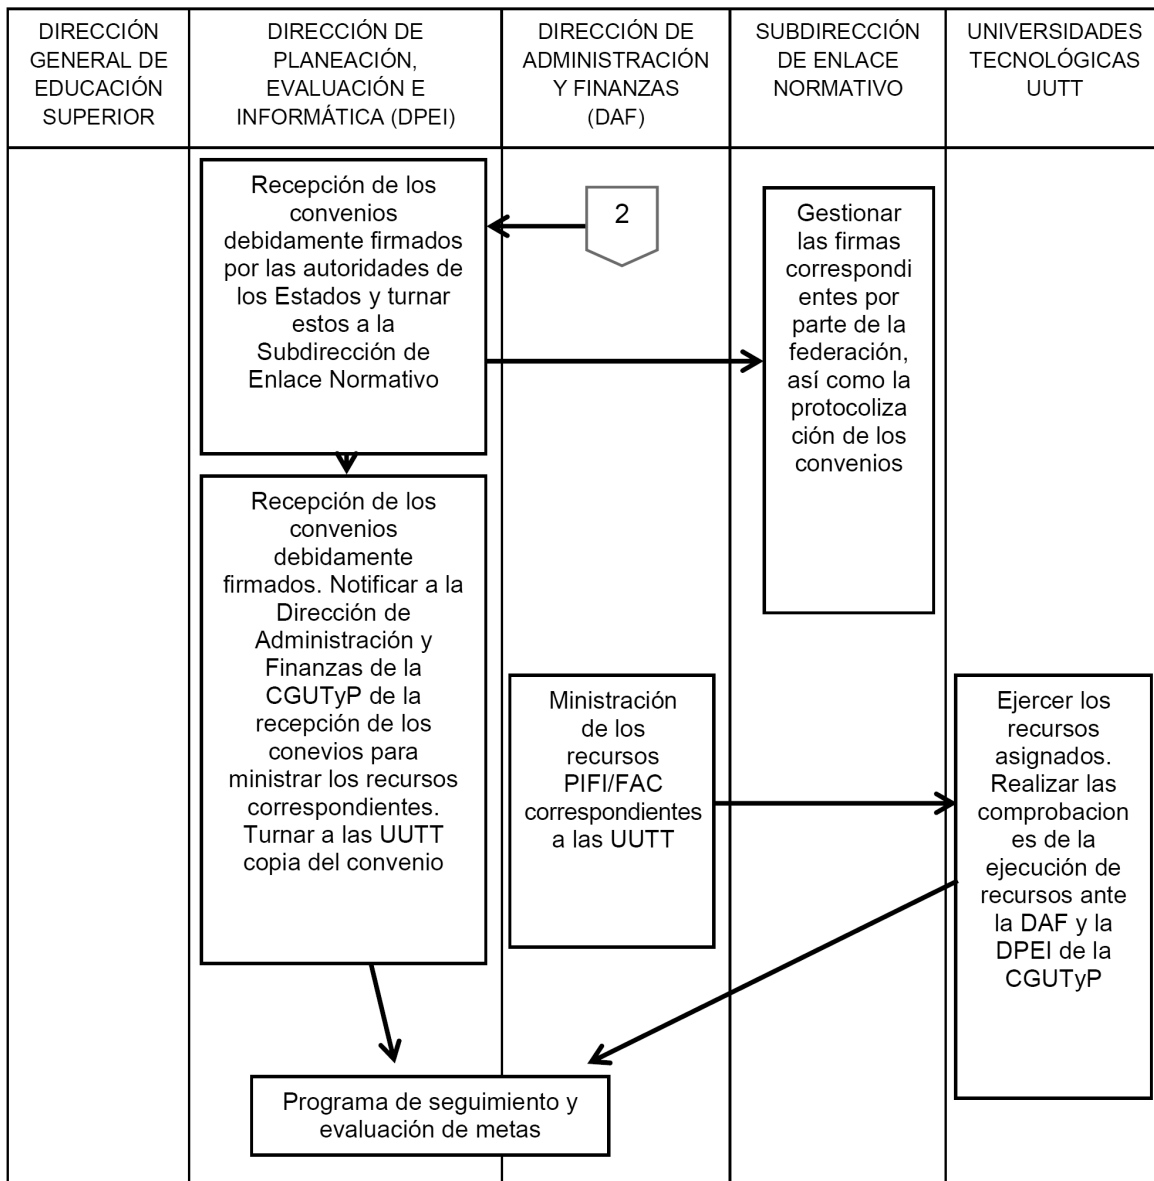 DIRECCIÓN
GENERAL DE
EDUCACIÓN
SUPERIOR
DIRECCIÓN DE
PLANEACIÓN,
EVALUACIÓN E
INFORMÁTICA (DPEI)
DIRECCIÓN DE
ADMINISTRACIÓN
Y FINANZAS
(DAF)
SUBDIRECCIÓN
DE ENLACE
NORMATIVO
UNIVERSIDADES
TECNOLÓGICAS
UUTT
Recepción de los
convenios
debidamente firmados
por las autoridades de
los Estados y turnar
estos a la
Subdirección de
Enlace Normativo
2
Gestionar
las firmas
correspondi
entes por
parte de la
federación,
así como la
protocoliza
ción de los
convenios
Recepción de los
convenios
debidamente
firmados. Notificar a la
Dirección de
Administración y
Finanzas de la
CGUTyP de la
recepción de los
conevios para
ministrar los recursos
correspondientes.
Turnar a las UUTT
copia del convenio
Ministración
de los
recursos
PIFI/FAC
correspondientes
a las UUTT
Ejercer los
recursos
asignados.
Realizar las
comprobacion
es de la
ejecución de
recursos ante
la DAF y la
DPEI de la
CGUTyP
Programa de seguimiento y
evaluación de metas